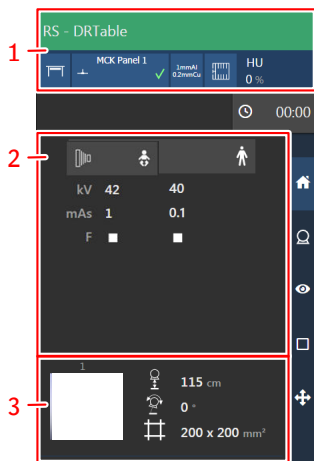 RS - DRTable
1
MCK Panel 1
1mmAl
0.2mmCu
HU
0 %
00:00
2
kV 42 40
mAs 1 0.1
F
1
3
115 cm
0 °
200 x 200 mm²